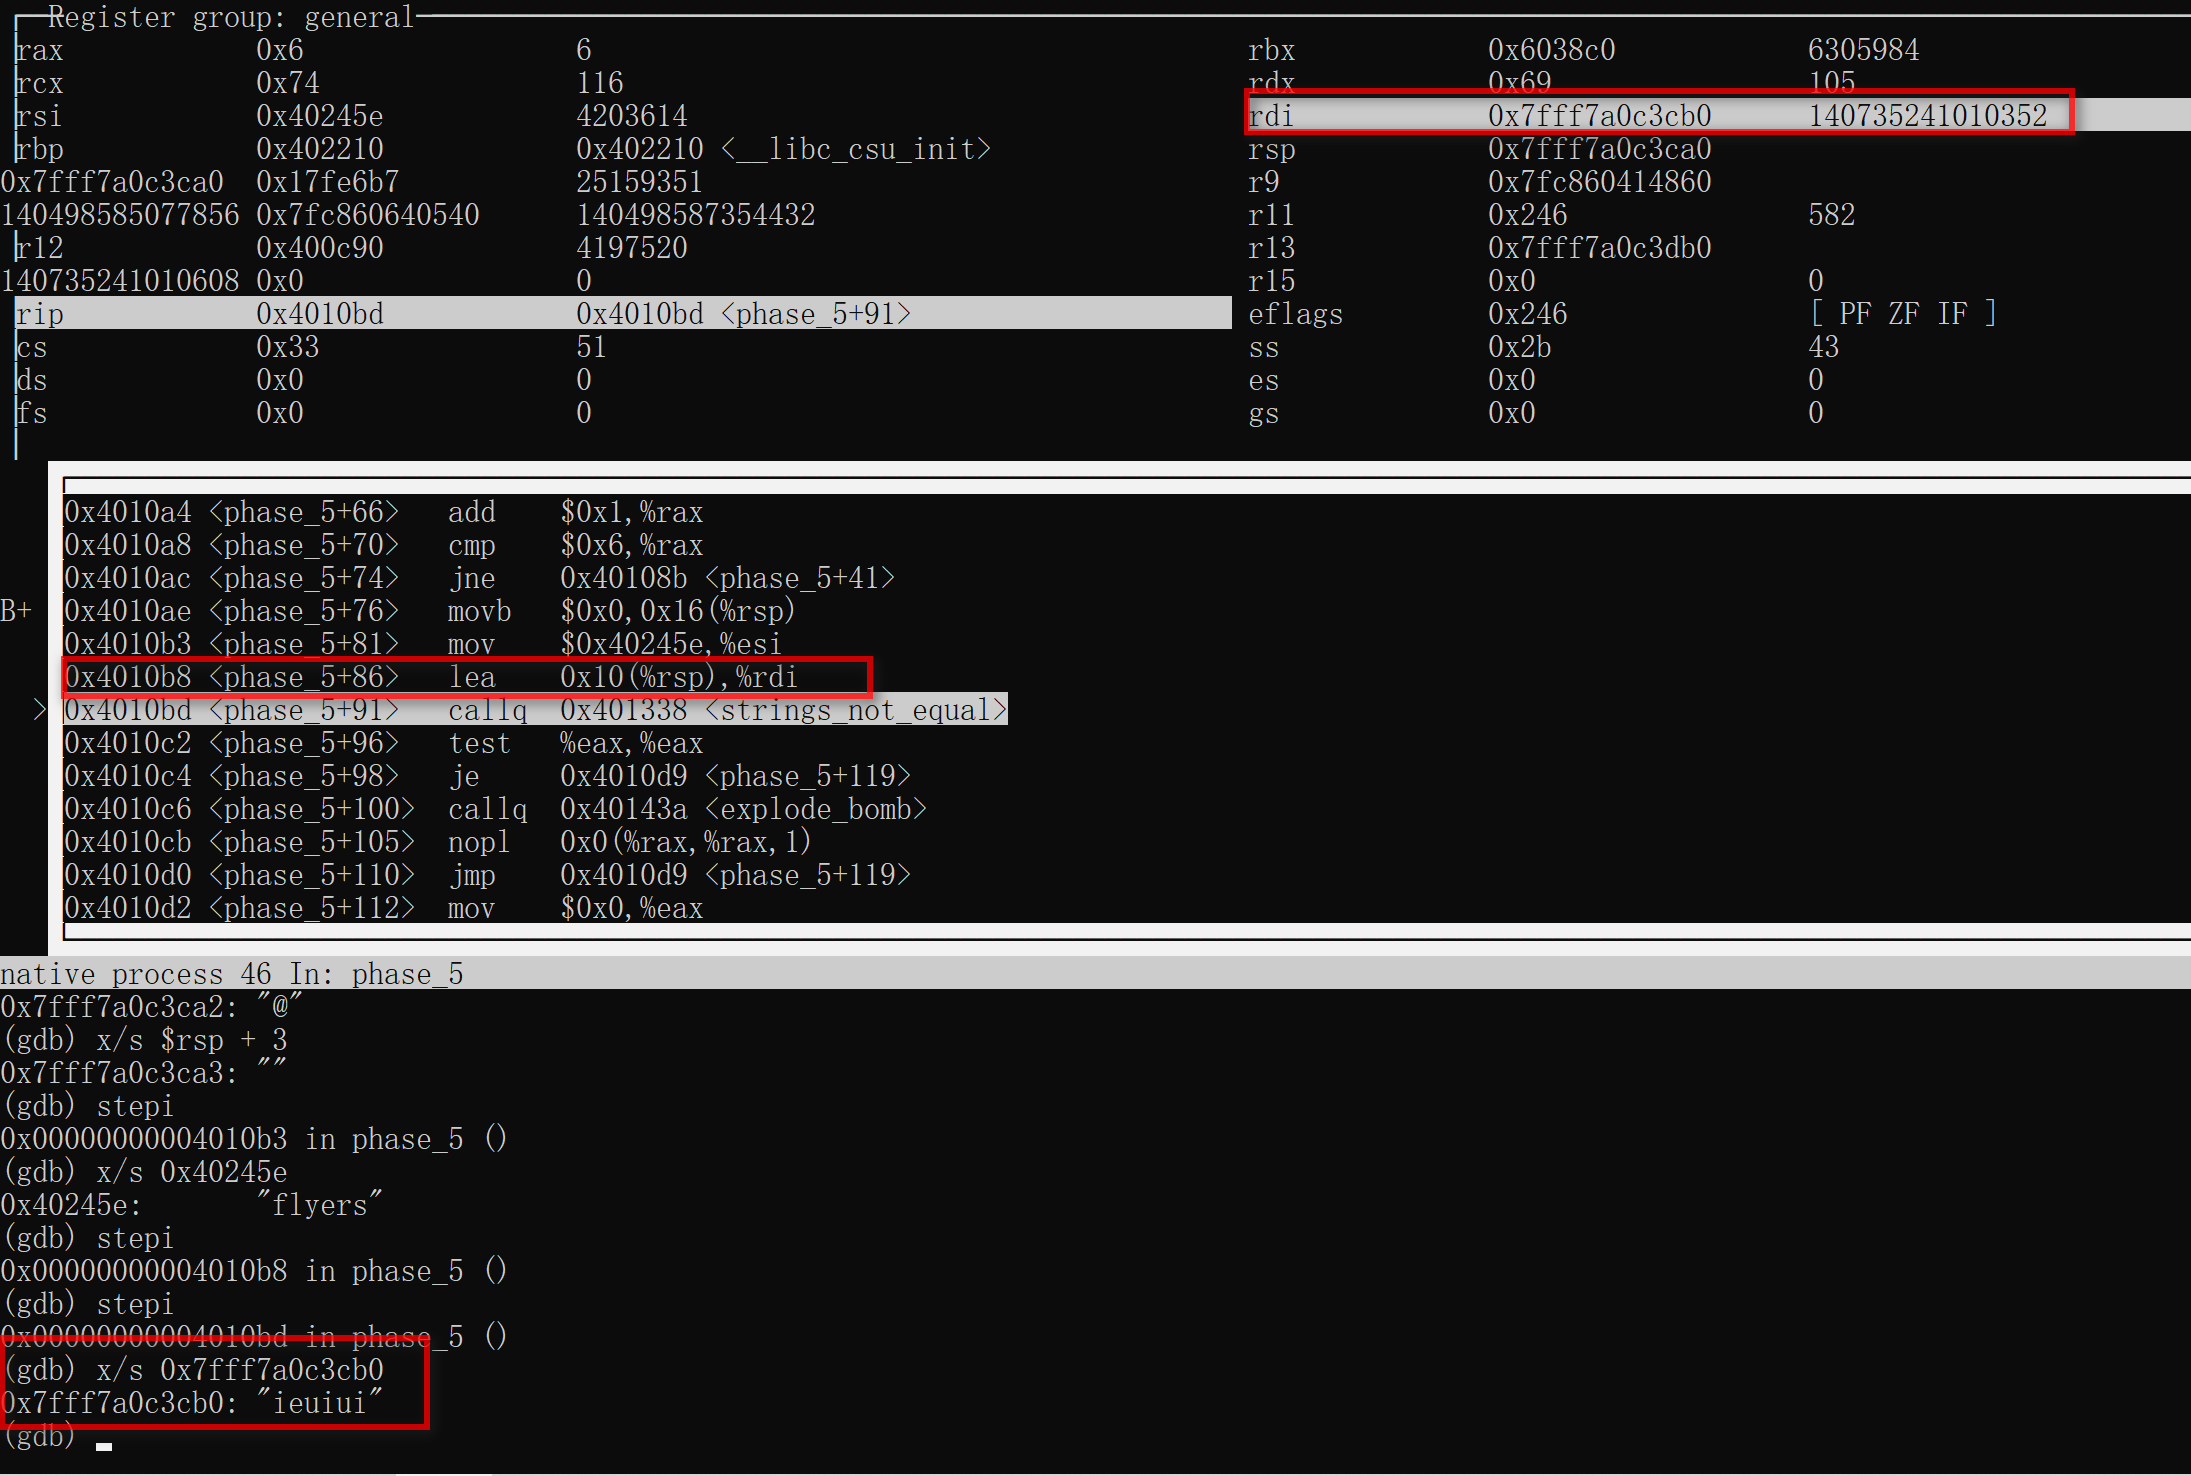 Register group: general
rax 0x6 6 rbx 0x6038c0 6305984
rcx 0x74 116 rdx 0x69 105
rsi 0x40245e 4203614 rdi 0x7fff7a0c3cb0 140735241010352
rbp 0x402210 0x402210 <__libc_csu_init> rsp 0x7fff7a0c3ca0
0x7fff7a0c3ca0 0x17fe6b7 25159351 r9 0x7fc860414860
140498585077856 0x7fc860640540 140498587354432 r11 0x246 582
r12 0x400c90 4197520 r13 0x7fff7a0c3db0
140735241010608 0x0 0 r15 0x0 0
rip 0x4010bd 0x4010bd <phase_5+91> eflags 0x246 [ PF ZF IF ]
cs 0x33 51 ss 0x2b 43
ds 0x0 0 es 0x0 0
fs 0x0 0 gs 0x0 0
0x4010a4 <phase_5+66> add $0x1,%rax
0x4010a8 <phase_5+70> cmp $0x6,%rax
0x4010ac <phase_5+74> jne 0x40108b <phase_5+41>
B+ 0x4010ae <phase_5+76> movb $0x0,0x16(%rsp)
0x4010b3 <phase_5+81> mov $0x40245e,%esi
0x4010b8 <phase_5+86> lea 0x10(%rsp),%rdi
> 0x4010bd <phase_5+91> callq 0x401338 <strings_not_equal>
0x4010c2 <phase_5+96> test %eax,%eax
0x4010c4 <phase_5+98> je 0x4010d9 <phase_5+119>
0x4010c6 <phase_5+100> callq 0x40143a <explode_bomb>
0x4010cb <phase_5+105> nopl 0x0(%rax,%rax,1)
0x4010d0 <phase_5+110> jmp 0x4010d9 <phase_5+119>
0x4010d2 <phase_5+112> mov $0x0,%eax
native process 46 In: phase_5
0x7fff7a0c3ca2: "@"
(gdb) x/s $rsp + 3
0x7fff7a0c3ca3: ""
(gdb) stepi
0x00000000004010b3 in phase_5 ()
(gdb) x/s 0x40245e
0x40245e: "flyers"
(gdb) stepi
0x00000000004010b8 in phase_5 ()
(gdb) stepi
0x00000000004010bd in phase_5 ()
(gdb) x/s 0x7fff7a0c3cb0
0x7fff7a0c3cb0: "ieuiui"
(gdb)